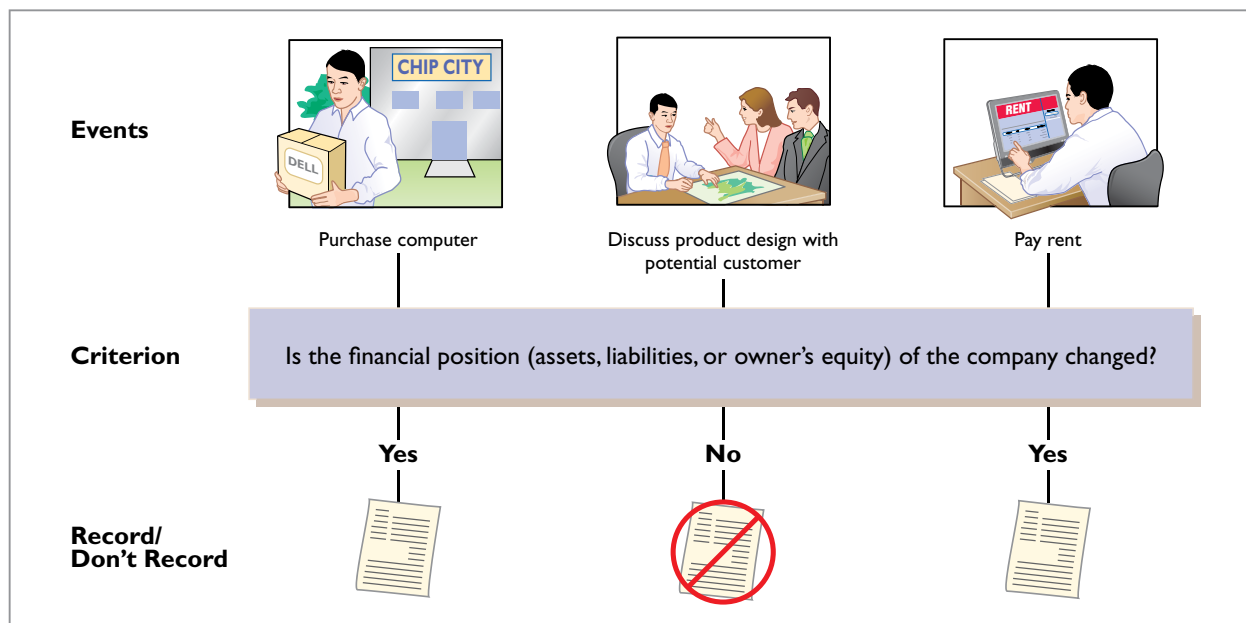 CHIP CITY
DELL
RENT
Events
Purchase computer
Discuss product design with
potential customer
Pay rent
Criterion
Is the financial position (assets, liabilities, or owner’s equity) of the company changed?
Yes
No
Yes
Record/
Don’t Record